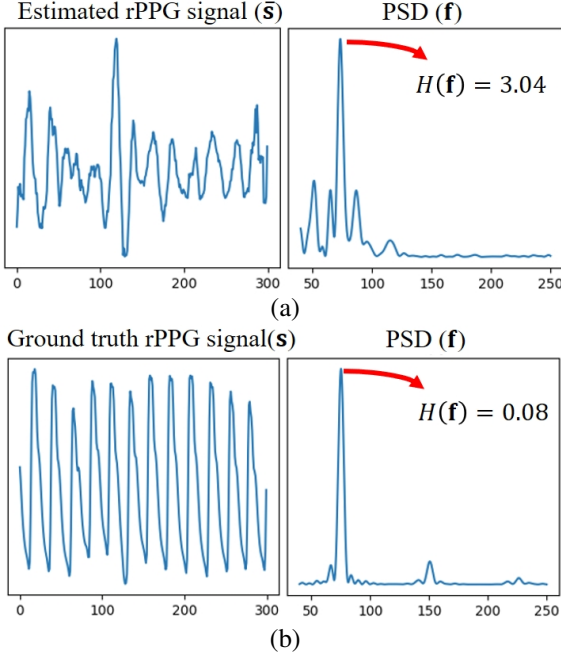 Estimated rPPG signal (s̄) PSD (f)
H(f) = 3.04
0 100 200 300 50 100 150 200 250
(a)
Ground truth rPPG signal(s) PSD (f)
H(f) = 0.08
0 100 200 300 50 100 150 200 250
(b)